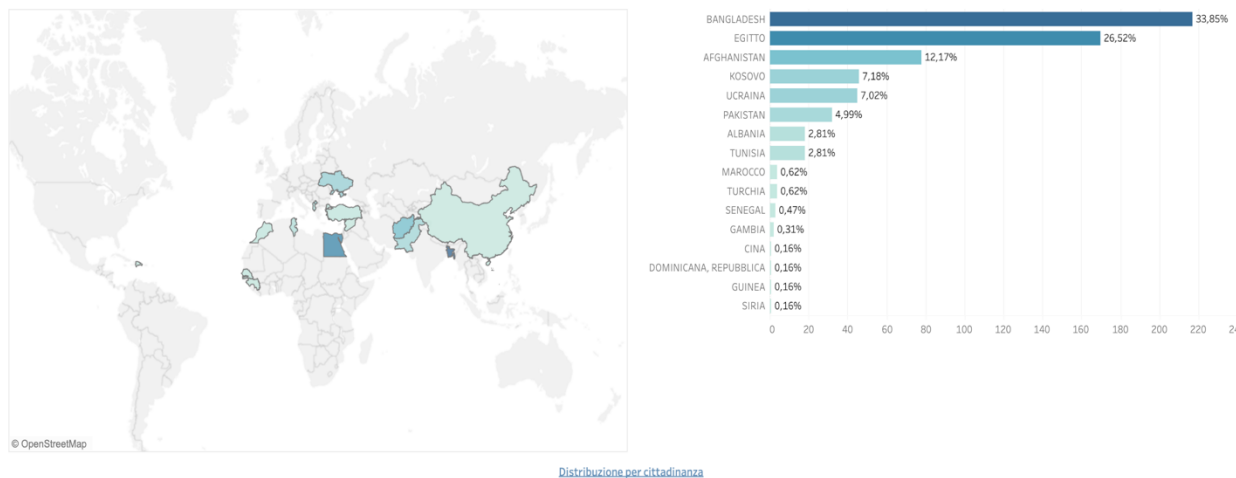 BANGLADESH 33,85%
EGITTO 26,52%
AFGHANISTAN 12,17%
KOSOVO 7,18%
UCRAINA 7,02%
PAKISTAN 4,99%
ALBANIA 2,81%
TUNISIA 2,81%
MAROCCO 0,62%
TURCHIA 0,62%
SENEGAL 0,47%
GAMBIA 0,31%
CINA 0,16%
DOMINICANA, REPUBBLICA 0,16%
GUINEA 0,16%
SIRIA 0,16%
0 20 40 60 80 100 120 140 160 180 200 220
© OpenStreetMap
Distribuzione per cittadinanza